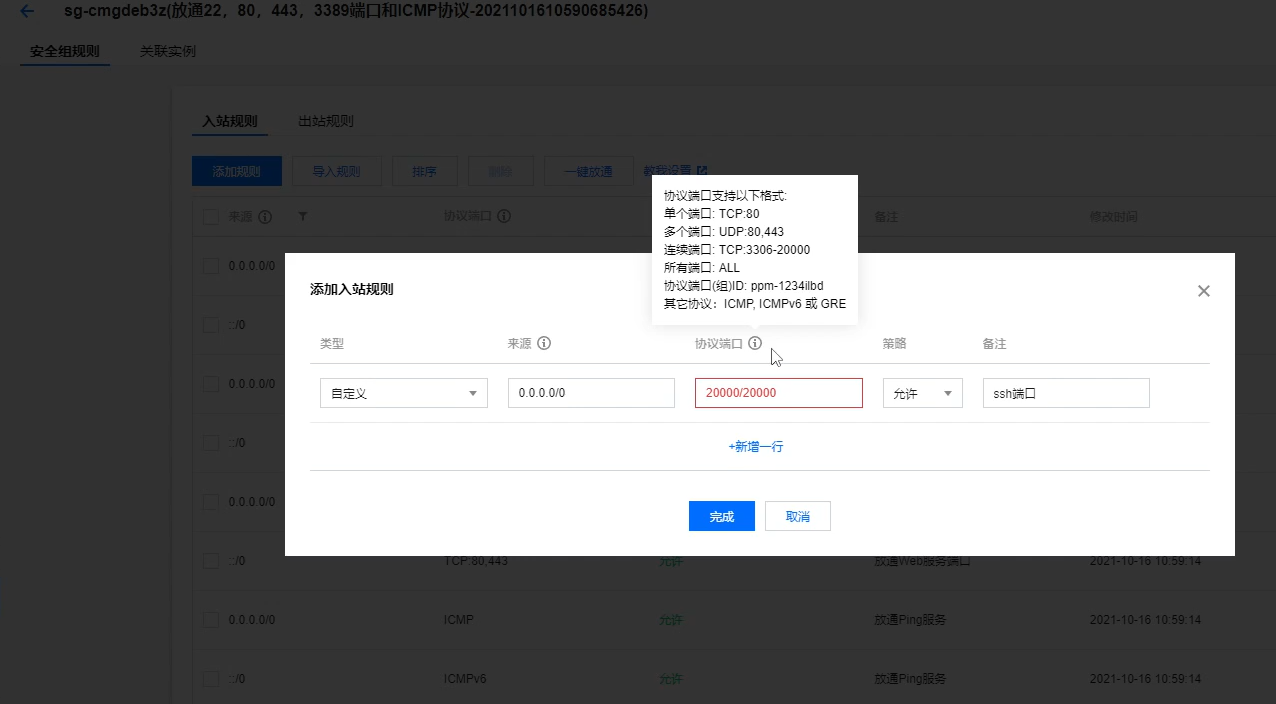 sg-cmgdeb3z(放通22，80，443，3389端口和ICMP协议-2021101610590685426)
安全组规则 关联实例
入站规则 出站规则
添加规则 导入规则 排序 删除 一键放通 教我设置
来源 协议端口 备注 修改时间
协议端口支持以下格式:
单个端口: TCP:80
多个端口: UDP:80,443
连续端口: TCP:3306-20000
所有端口: ALL
协议端口(组)ID: ppm-1234ilbd
其它协议：ICMP, ICMPv6 或 GRE
0.0.0.0/0
添加入站规则
::/0
类型 来源 协议端口 策略 备注
0.0.0.0/0
自定义 0.0.0.0/0 20000/20000 允许 ssh端口
::/0
+新增一行
0.0.0.0/0
完成 取消
::/0 TCP:80,443 允许 放通Web服务端口 2021-10-16 10:59:14
0.0.0.0/0 ICMP 允许 放通Ping服务 2021-10-16 10:59:14
::/0 ICMPv6 允许 放通Ping服务 2021-10-16 10:59:14